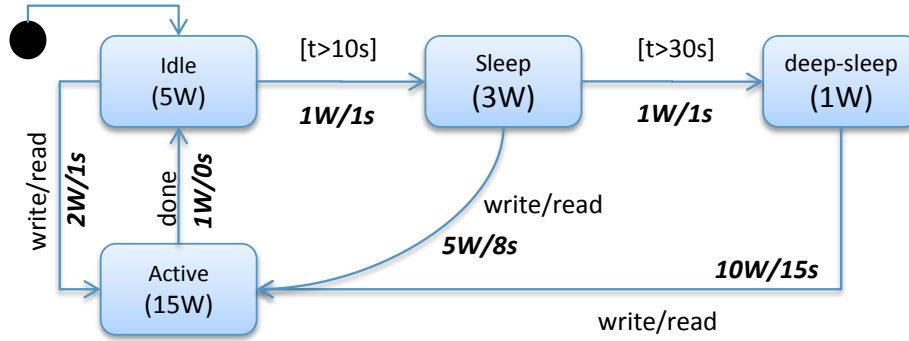 Idle
(5W)
[t>10s]
1W/1s
Sleep
(3W)
[t>30s]
1W/1s
deep-sleep
(1W)
write/read
2W/1s
done
1W/0s
write/read
5W/8s
Active
(15W)
10W/15s
write/read